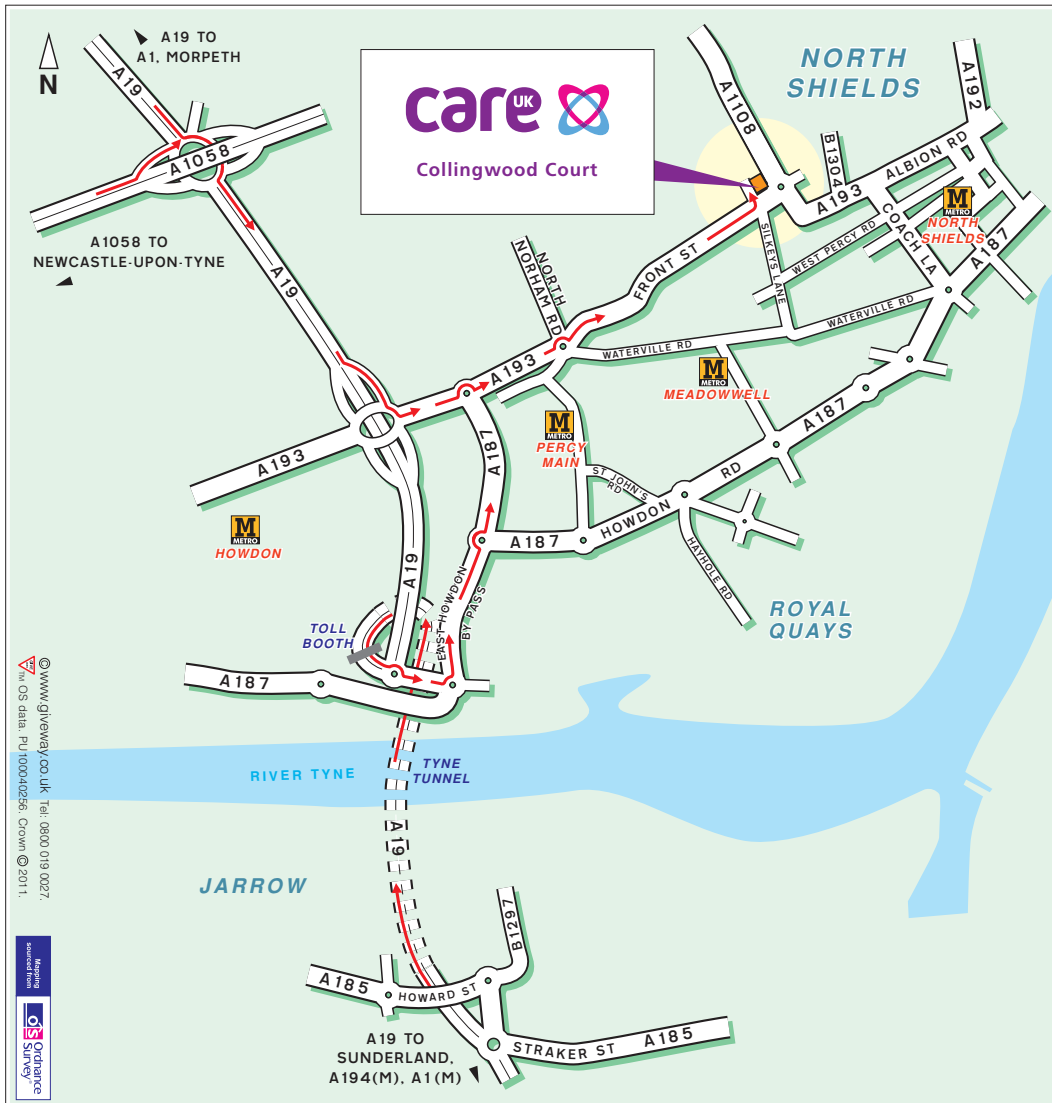 A19 TO
A1, MORPETH
N
A19
A1058
A1058 TO
NEWCASTLE-UPON-TYNE
A19
care UK
Collingwood Court
NORTH
SHIELDS
A1108
A192
B1304
ALBION RD
A193
M
METRO
NORTH
SHIELDS
COACH LA
A187
WEST PERCY RD
SILKEYS LANE
WATERVILLE RD
FRONT ST
NORTH
NORHAM RD
WATERVILLE RD
A193
M
METRO
MEADOWWELL
A187
M
METRO
PERCY
MAIN
A187
ST JOHN'S
RD
A193
HOWDON RD
A187
M
METRO
HOWDON
A19
EAST HOWDON
BY PASS
HAYHOLE RD
ROYAL
QUAYS
TOLL
BOOTH
A187
RIVER TYNE
TYNE
TUNNEL
A19
JARROW
B1297
A185
HOWARD ST
STRAKER ST
A185
A19 TO
SUNDERLAND,
A194(M), A1(M)
© www.giveway.co.uk Tel: 0800 019 0027.
TM OS data. PU100040256. Crown © 2011.
Mapping
sourced from
OS Ordnance
Survey®